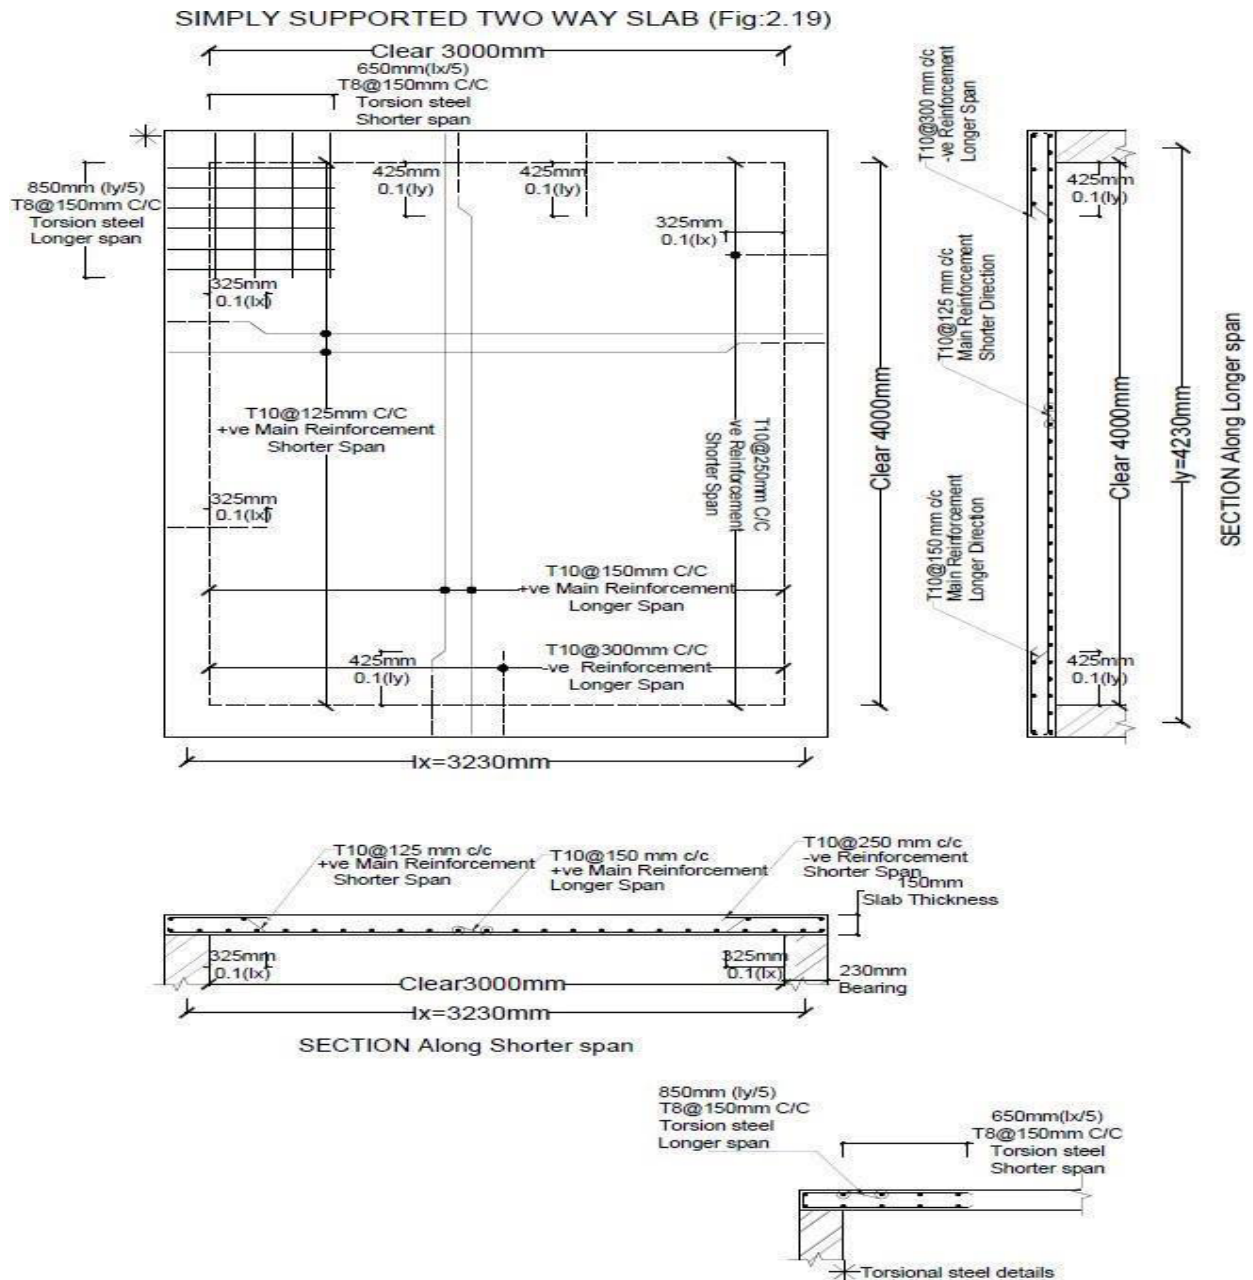 SIMPLY SUPPORTED TWO WAY SLAB (Fig:2.19)
Clear 3000mm
650mm(lx/5)
T8@150mm C/C
Torsion steel
Shorter span
850mm (ly/5)
T8@150mm C/C
Torsion steel
Longer span
425mm
0.1(ly)
425mm
0.1(ly)
325mm
0.1(lx)
325mm
0.1(lx)
T10@125mm C/C
+ve Main Reinforcement
Shorter Span
T10@250mm C/C
-ve Reinforcement
Shorter Span
325mm
0.1(lx)
T10@150mm C/C
+ve Main Reinforcement
Longer Span
T10@300mm C/C
-ve Reinforcement
Longer Span
425mm
0.1(ly)
lx=3230mm
Clear 4000mm
T10@300 mm c/c
-ve Reinforcement
Longer Span
425mm
0.1(ly)
T10@125 mm c/c
Main Reinforcement
Shorter Direction
T10@150 mm c/c
Main Reinforcement
Longer Direction
425mm
0.1(ly)
Clear 4000mm
ly=4230mm
SECTION Along Longer span
T10@125 mm c/c
+ve Main Reinforcement
Shorter Span
T10@150 mm c/c
+ve Main Reinforcement
Longer Span
T10@250 mm c/c
-ve Reinforcement
Shorter Span
150mm
Slab Thickness
325mm
0.1(lx)
325mm
0.1(lx)
230mm
Bearing
Clear3000mm
lx=3230mm
SECTION Along Shorter span
850mm (ly/5)
T8@150mm C/C
Torsion steel
Longer span
650mm(lx/5)
T8@150mm C/C
Torsion steel
Shorter span
Torsional steel details